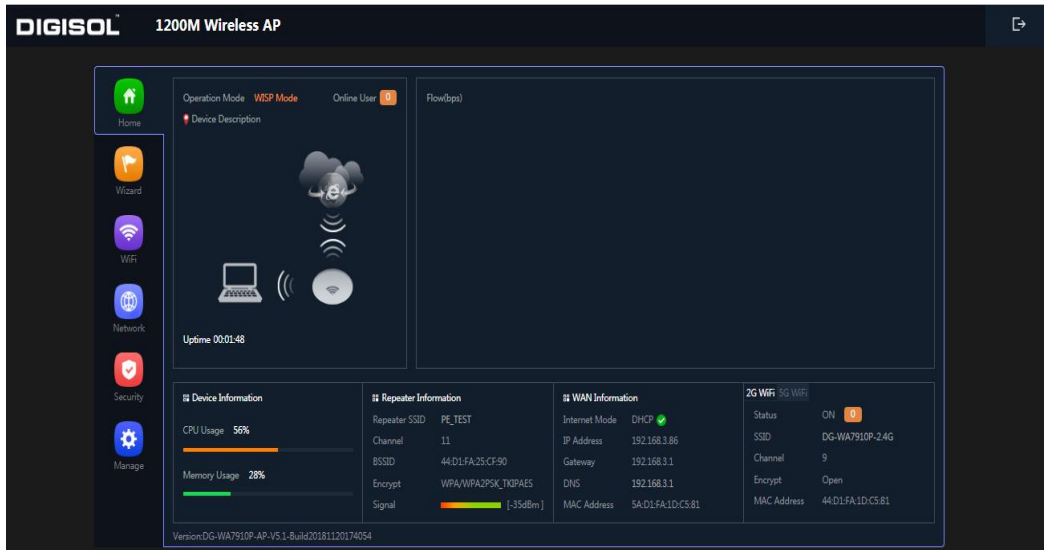 DIGISOL 1200M Wireless AP
Home
Wizard
WiFi
Network
Security
Manage
Operation Mode WISP Mode Online User 0
Device Description
Uptime 00:01:48
Flow(bps)
Device Information
CPU Usage 56%
Memory Usage 28%
Repeater Information
Repeater SSID PE_TEST
Channel 11
BSSID 44:D1:FA:25:CF:90
Encrypt WPA/WPA2PSK_TKIPAES
Signal [-35dBm]
WAN Information
Internet Mode DHCP
IP Address 192.168.3.86
Gateway 192.168.3.1
DNS 192.168.3.1
MAC Address 5A:D1:FA:1D:C5:81
2G WiFi 5G WiFi
Status ON 0
SSID DG-WA7910P-2.4G
Channel 9
Encrypt Open
MAC Address 44:D1:FA:1D:C5:81
Version:DG-WA7910P-AP-V5.1-Build20181120174054